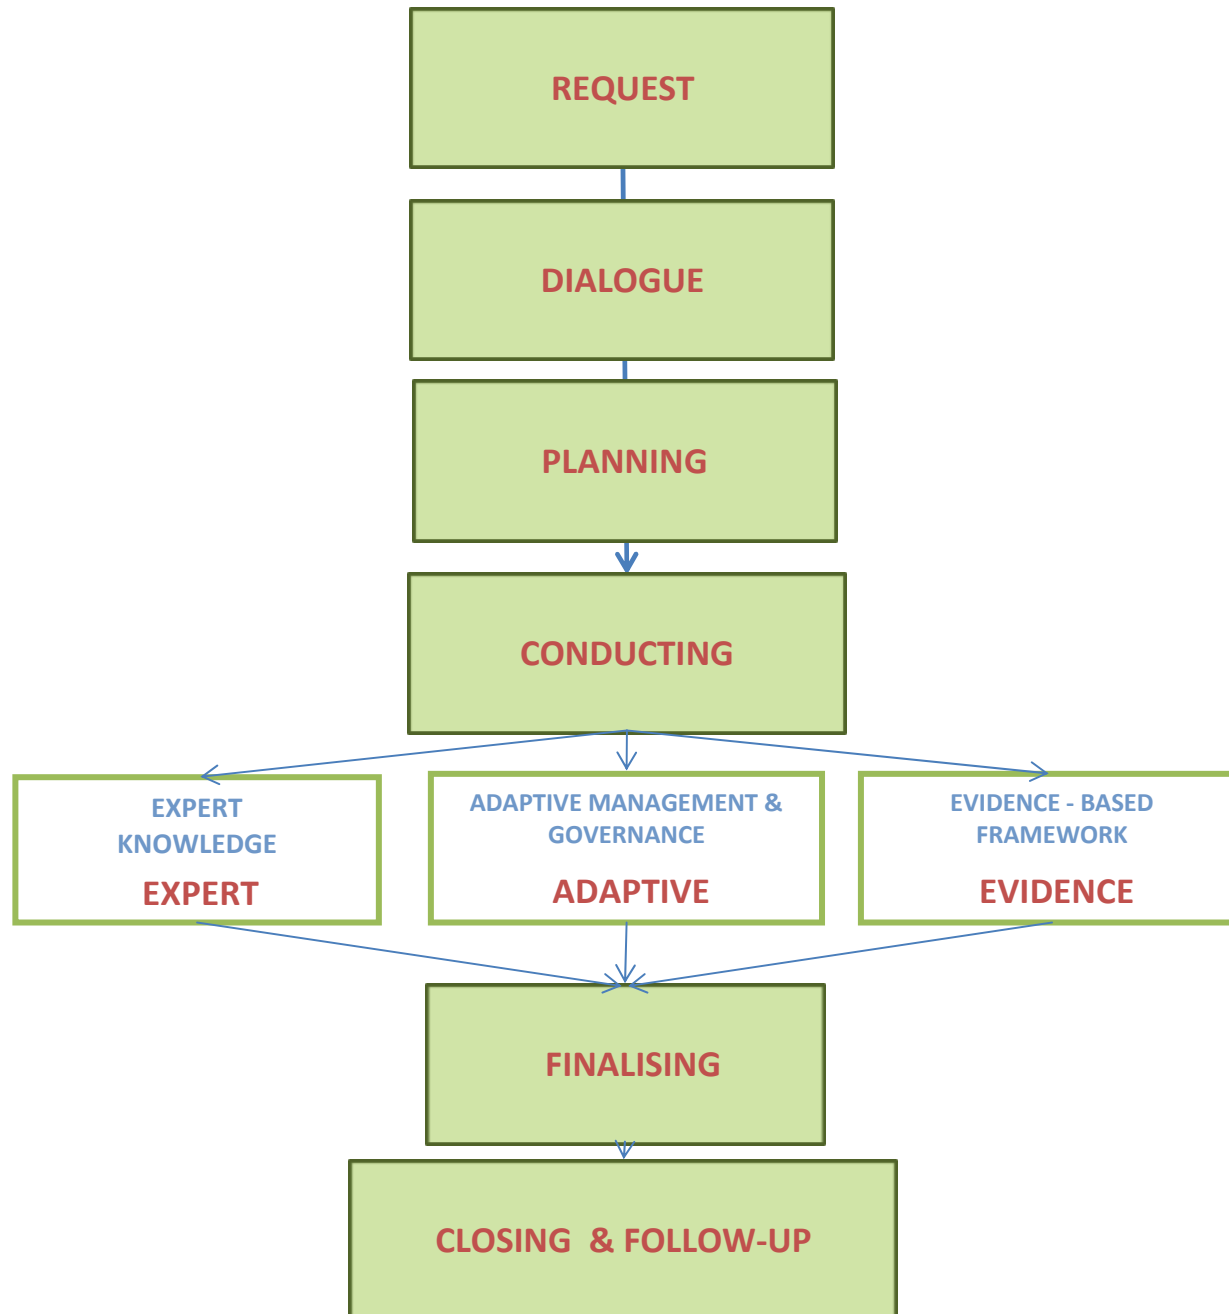 REQUEST
DIALOGUE
PLANNING
CONDUCTING
EXPERT
KNOWLEDGE
EXPERT
ADAPTIVE MANAGEMENT &
GOVERNANCE
ADAPTIVE
EVIDENCE - BASED
FRAMEWORK
EVIDENCE
FINALISING
CLOSING & FOLLOW-UP